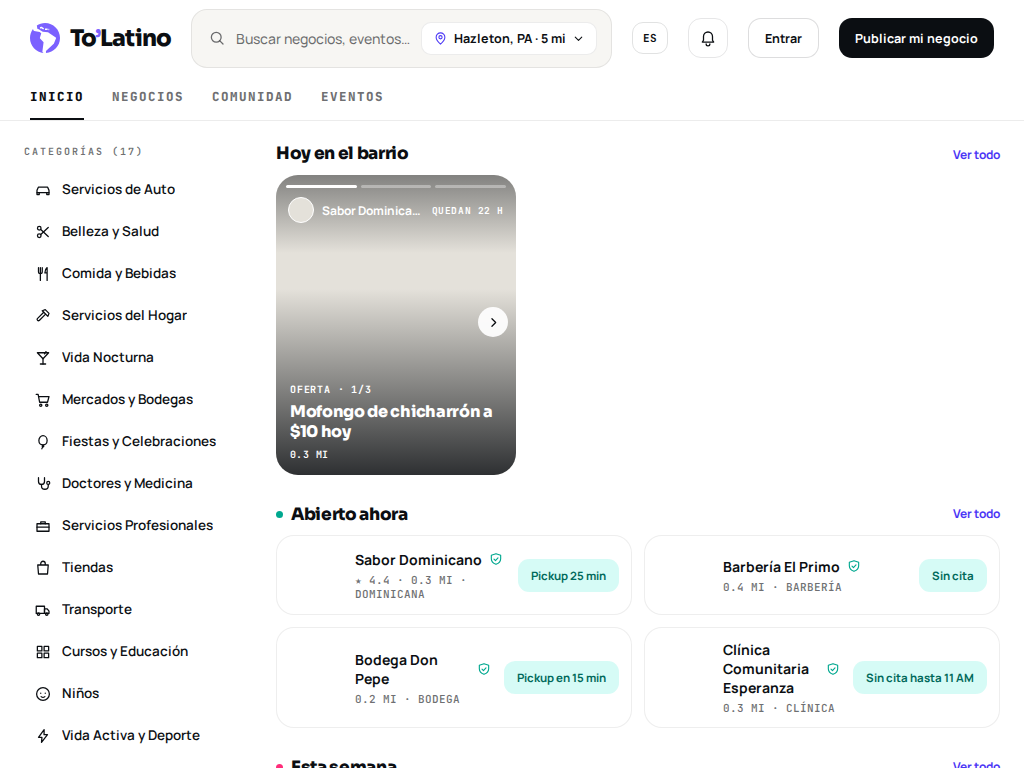 To'Latino
Buscar negocios, eventos...
Hazleton, PA · 5 mi
ES
Entrar
Publicar mi negocio
INICIO
NEGOCIOS
COMUNIDAD
EVENTOS
CATEGORÍAS (17)
Servicios de Auto
Belleza y Salud
Comida y Bebidas
Servicios del Hogar
Vida Nocturna
Mercados y Bodegas
Fiestas y Celebraciones
Doctores y Medicina
Servicios Profesionales
Tiendas
Transporte
Cursos y Educación
Niños
Vida Activa y Deporte
Hoy en el barrio
Ver todo
Sabor Dominica...
QUEDAN 22 H
OFERTA · 1/3
Mofongo de chicharrón a
$10 hoy
0.3 MI
Abierto ahora
Ver todo
Sabor Dominicano
★ 4.4 · 0.3 MI ·
DOMINICANA
Pickup 25 min
Barbería El Primo
0.4 MI · BARBERÍA
Sin cita
Bodega Don
Pepe
0.2 MI · BODEGA
Pickup en 15 min
Clínica
Comunitaria
Esperanza
0.3 MI · CLÍNICA
Sin cita hasta 11 AM
Esta semana
Ver todo